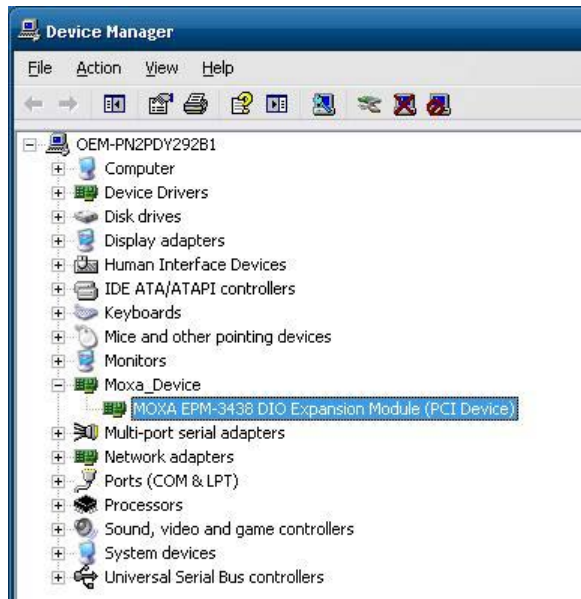 Device Manager
File Action View Help
OEM-PN2PDY292B1
Computer
Device Drivers
Disk drives
Display adapters
Human Interface Devices
IDE ATA/ATAPI controllers
Keyboards
Mice and other pointing devices
Monitors
Moxa_Device
MOXA EPM-3438 DIO Expansion Module (PCI Device)
Multi-port serial adapters
Network adapters
Ports (COM & LPT)
Processors
Sound, video and game controllers
System devices
Universal Serial Bus controllers